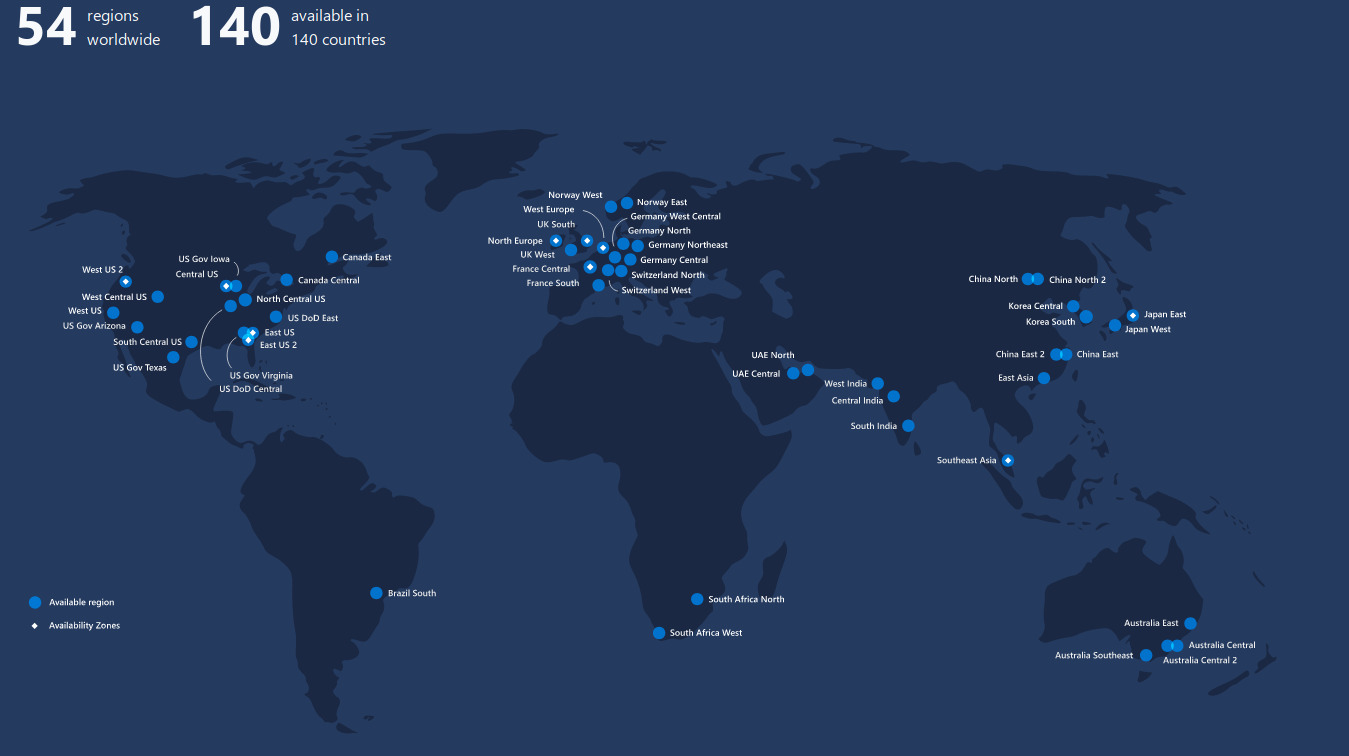 54 regions
worldwide
140 available in
140 countries
Norway West
Norway East
West Europe
Germany West Central
UK South
Germany North
North Europe
Germany Northeast
UK West
Germany Central
France Central
Switzerland North
France South
Switzerland West
US Gov Iowa
Canada East
West US 2
Central US
Canada Central
West Central US
North Central US
West US
US DoD East
US Gov Arizona
East US
South Central US
East US 2
US Gov Texas
US Gov Virginia
US DoD Central
China North
China North 2
Korea Central
Japan East
Korea South
Japan West
China East 2
China East
UAE North
UAE Central
East Asia
West India
Central India
South India
Southeast Asia
Brazil South
South Africa North
South Africa West
Available region
Availability Zones
Australia East
Australia Central
Australia Southeast
Australia Central 2